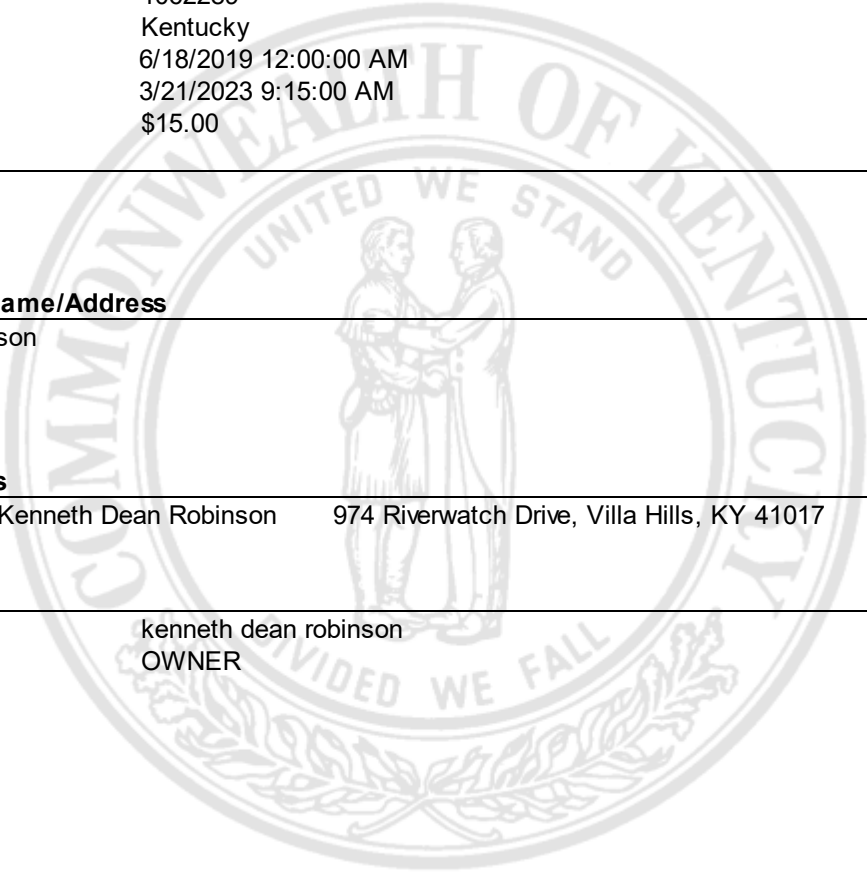 Kentucky
6/18/2019 12:00:00 AM
3/21/2023 9:15:00 AM
$15.00
ame/Address
son
s
Kenneth Dean Robinson 974 Riverwatch Drive, Villa Hills, KY 41017
kenneth dean robinson
OWNER
COMMONWEALTH OF KENTUCKY
UNITED WE STAND
DIVIDED WE FALL